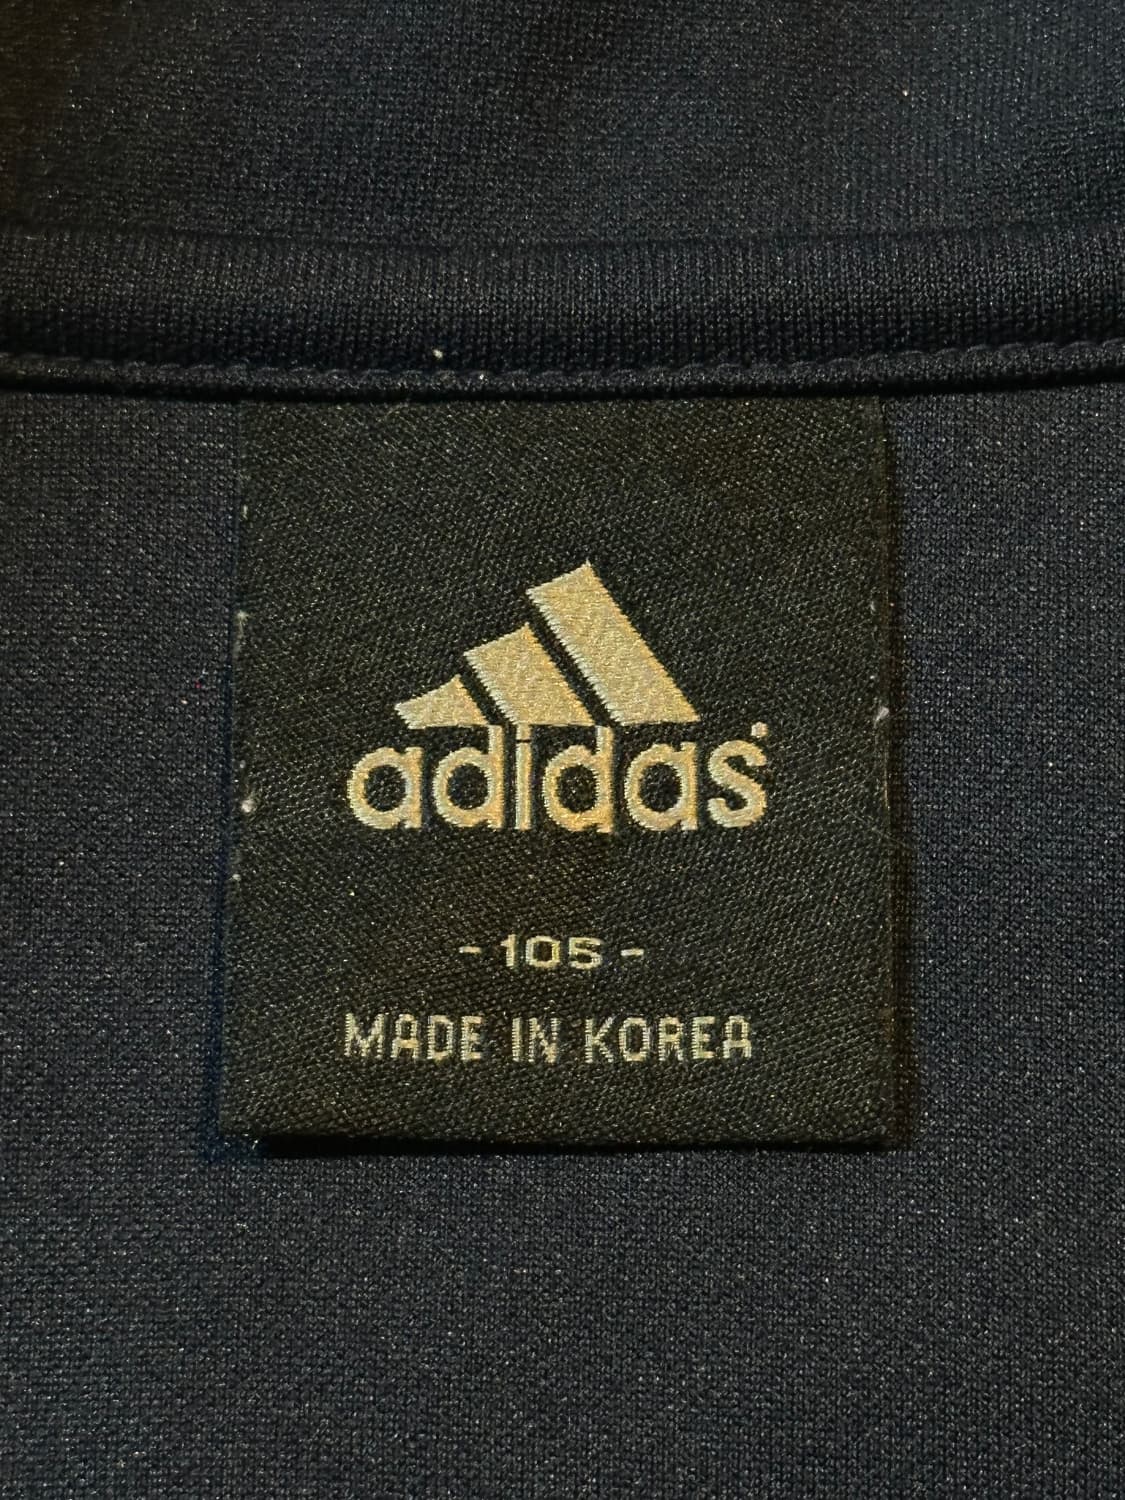 adidas
- 105 -
MADE IN KOREA